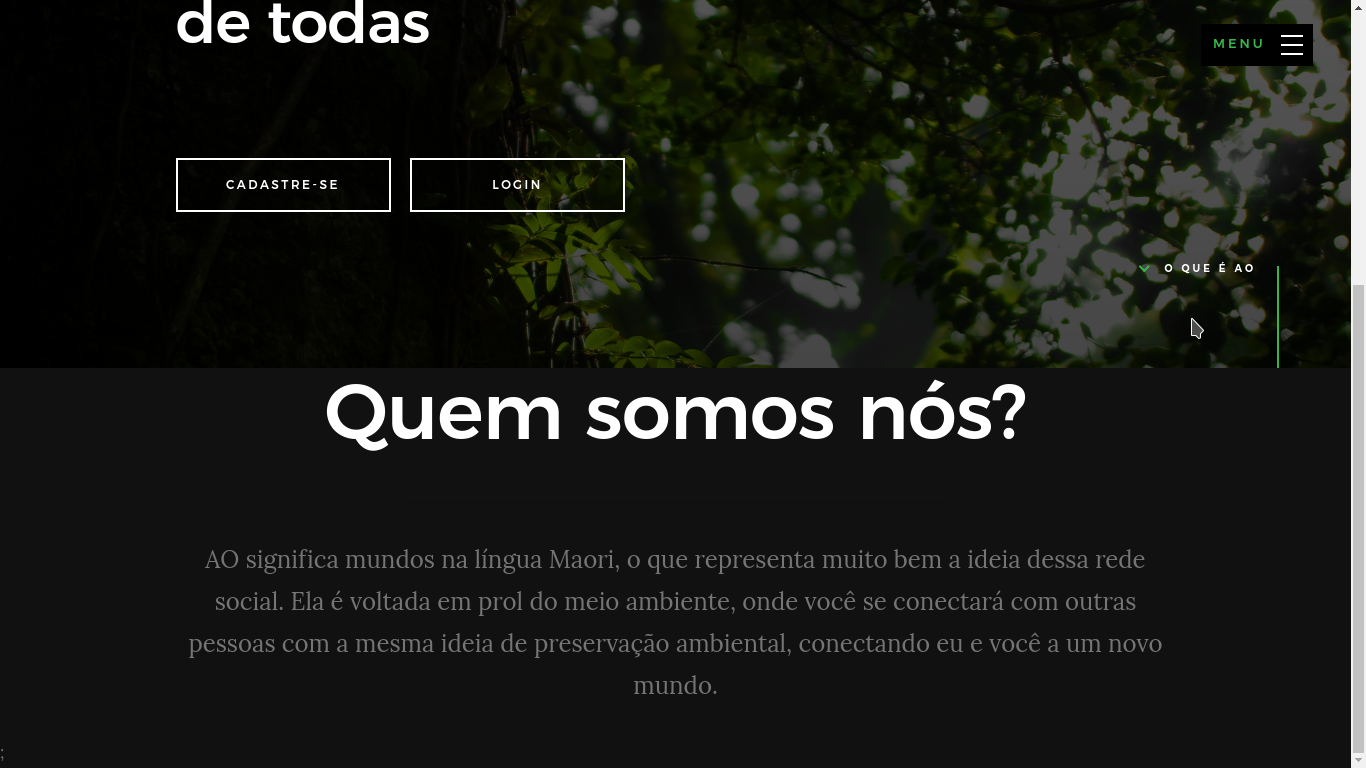 de todas
MENU
CADASTRE-SE
LOGIN
O QUE É AO
Quem somos nós?
AO significa mundos na língua Maori, o que representa muito bem a ideia dessa rede
social. Ela é voltada em prol do meio ambiente, onde você se conectará com outras
pessoas com a mesma ideia de preservação ambiental, conectando eu e você a um novo
mundo.
;